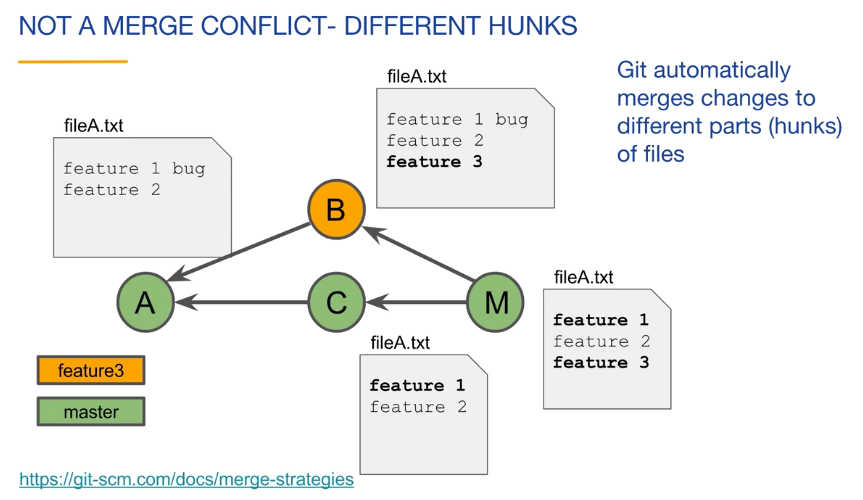 NOT A MERGE CONFLICT- DIFFERENT HUNKS
Git automatically
merges changes to
different parts (hunks)
of files
fileA.txt
feature 1 bug
feature 2
feature 3
fileA.txt
feature 1 bug
feature 2
B
A
C
M
fileA.txt
feature 1
feature 2
feature 3
fileA.txt
feature 1
feature 2
feature3
master
https://git-scm.com/docs/merge-strategies